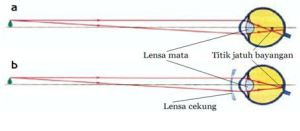 a
Lensa mata
Titik jatuh bayangan
b
Lensa cekung